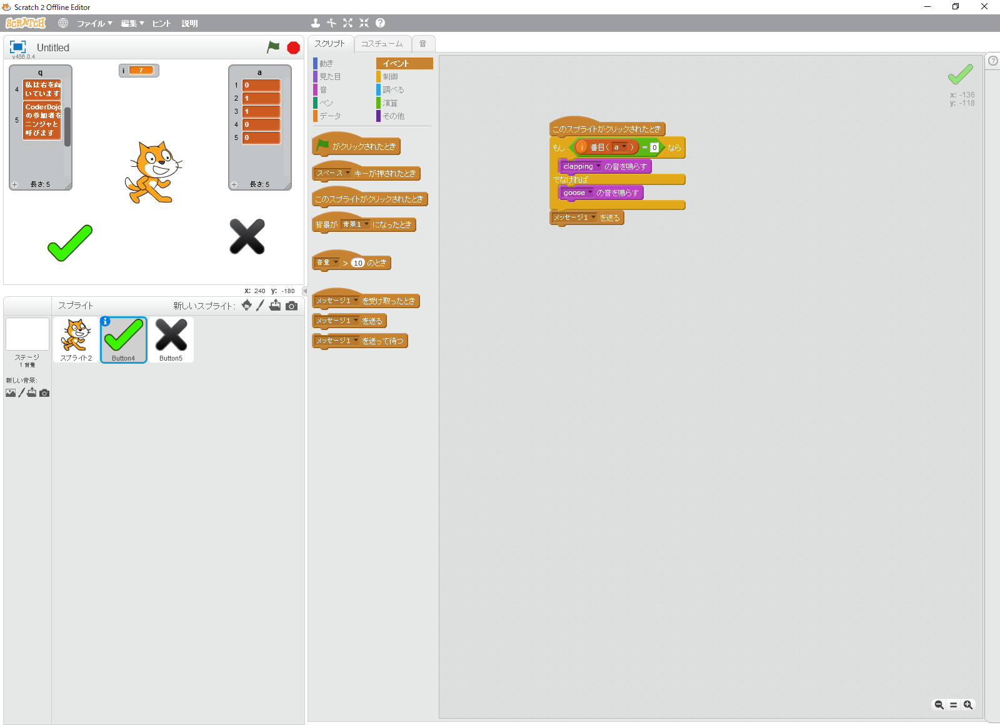 Scratch 2 Offline Editor
SCRATCH ファイル▼ 編集▼ ヒント 説明
Untitled
v456.0.4
q
4 私は右を向
いています
5 CoderDojo
の参加者を
ニンジャと
呼びます
長さ: 5
i 7
a
1 0
2 1
3 1
4 0
5 0
長さ: 5
x: 240 y: -180
スプライト 新しいスプライト:
ステージ
1 背景
新しい背景:
スプライト2
Button4
Button5
スクリプト コスチューム 音
動き イベント
見た目 制御
音 調べる
ペン 演算
データ その他
がクリックされたとき
スペース キーが押されたとき
このスプライトがクリックされたとき
背景が 背景1 になったとき
音量 > 10 のとき
メッセージ1 を受け取ったとき
メッセージ1 を送る
メッセージ1 を送って待つ
このスプライトがクリックされたとき
もし i 番目( a ) = 0 なら
clapping の音を鳴らす
でなければ
goose の音を鳴らす
メッセージ1 を送る
x: -136
y: -118